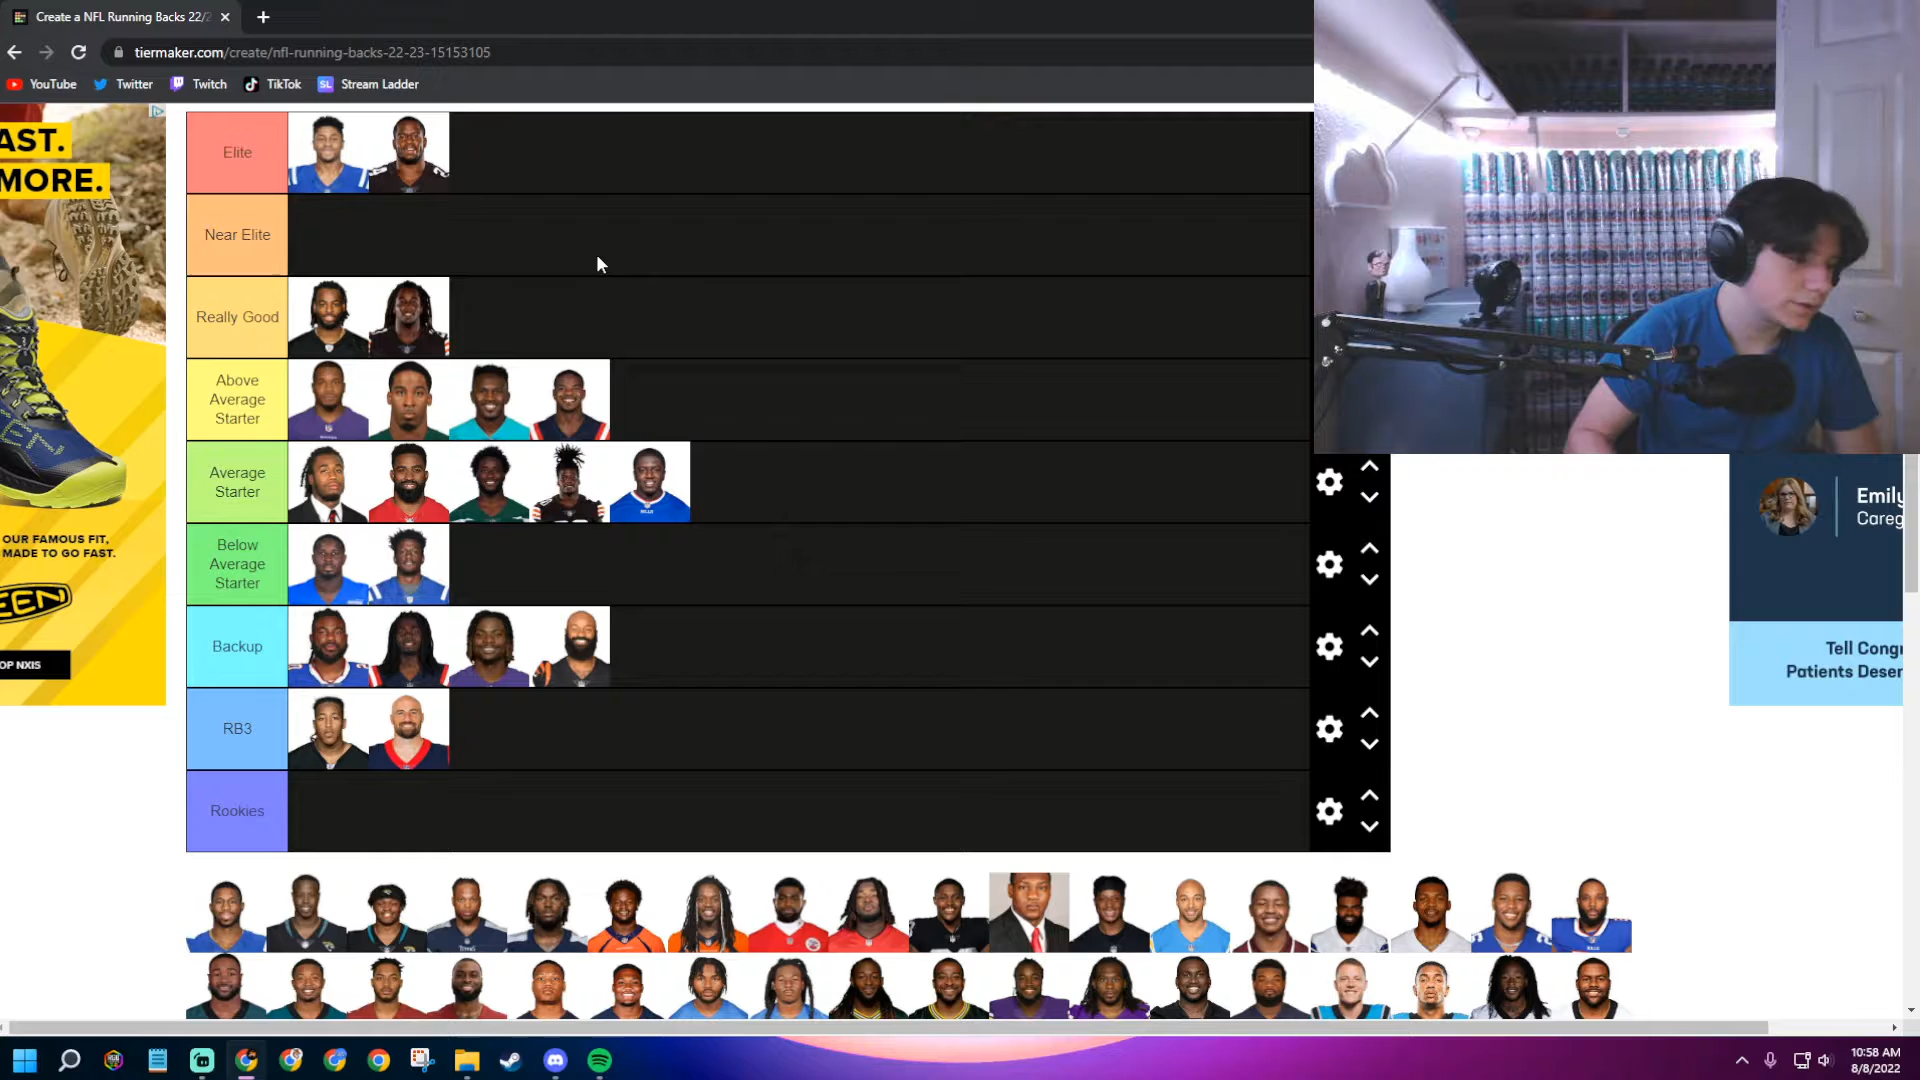 Create a NFL Running Backs 22/2
tiermaker.com/create/nfl-running-backs-22-23-15153105
YouTube
Twitter
Twitch
TikTok
SL
Stream Ladder
AST.
MORE.
OUR FAMOUS FIT,
MADE TO GO FAST.
EEN
OP NXIS
Elite
Near Elite
Really Good
Above
Average
Starter
Average
Starter
Below
Average
Starter
Backup
RB3
Rookies
Emily
Careg
Tell Congr
Patients Deser
10:58 AM
8/8/2022